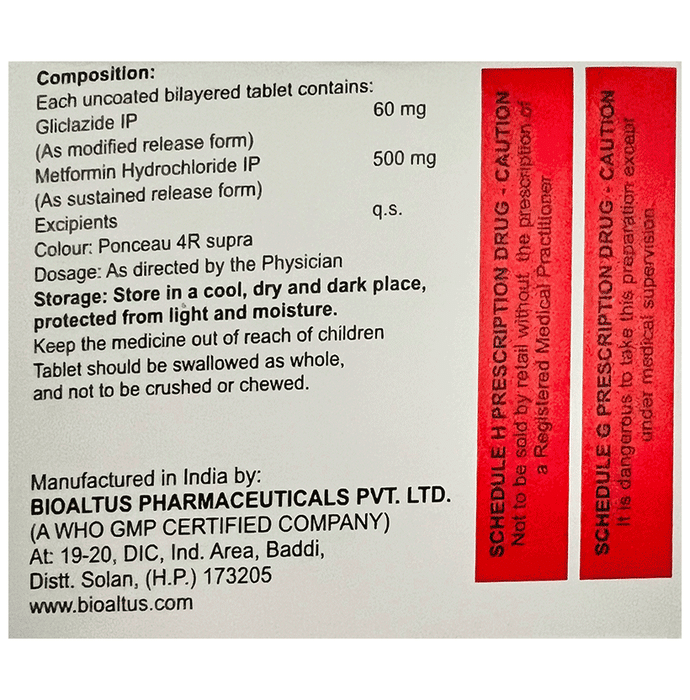 Composition:
Each uncoated bilayered tablet contains:
Gliclazide IP 60 mg
(As modified release form)
Metformin Hydrochloride IP 500 mg
(As sustained release form)
Excipients q.s.
Colour: Ponceau 4R supra
Dosage: As directed by the Physician
Storage: Store in a cool, dry and dark place,
protected from light and moisture.
Keep the medicine out of reach of children
Tablet should be swallowed as whole,
and not to be crushed or chewed.
Manufactured in India by:
BIOALTUS PHARMACEUTICALS PVT. LTD.
(A WHO GMP CERTIFIED COMPANY)
At: 19-20, DIC, Ind. Area, Baddi,
Distt. Solan, (H.P.) 173205
www.bioaltus.com
SCHEDULE H PRESCRIPTION DRUG - CAUTION
Not to be sold by retail without the prescription of
a Registered Medical Practitioner
SCHEDULE G PRESCRIPTION DRUG - CAUTION
It is dangerous to take this preparation except
under medical supervision